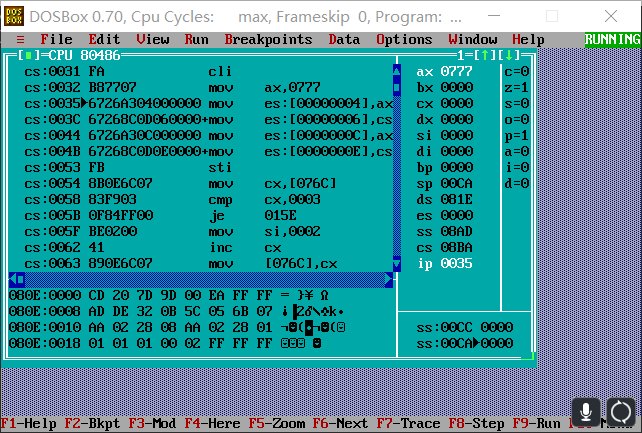 DOSBox 0.70, Cpu Cycles: max, Frameskip 0, Program: ...
≡ File Edit View Run Breakpoints Data Options Window Help RUNNING
[■]=CPU 80486 1=[↑][↓]
cs:0031 FA cli
cs:0032 B87707 mov ax,0777
cs:0035▶6726A304000000 mov es:[00000004],ax
cs:003C 67268C0D060000+mov es:[00000006],cs
cs:0044 6726A30C000000 mov es:[0000000C],ax
cs:004B 67268C0D0E0000+mov es:[0000000E],cs
cs:0053 FB sti
cs:0054 8B0E6C07 mov cx,[076C]
cs:0058 83F903 cmp cx,0003
cs:005B 0F84FF00 je 015E
cs:005F BE0200 mov si,0002
cs:0062 41 inc cx
cs:0063 890E6C07 mov [076C],cx
ax 0777 c=0
bx 0000 z=1
cx 0000 s=0
dx 0000 o=0
si 0000 p=1
di 0000 a=0
bp 0000 i=0
sp 00CA d=0
ds 081E
es 0000
ss 08AD
cs 08BA
ip 0035
080E:0000 CD 20 7D 9D 00 EA FF FF = }¥ Ω
080E:0008 AD DE 32 0B 5C 05 6B 07
080E:0010 AA 02 28 08 AA 02 28 01
080E:0018 01 01 01 00 02 FF FF FF
ss:00CC 0000
ss:00CA▶0000
F1-Help F2-Bkpt F3-Mod F4-Here F5-Zoom F6-Next F7-Trace F8-Step F9-Run